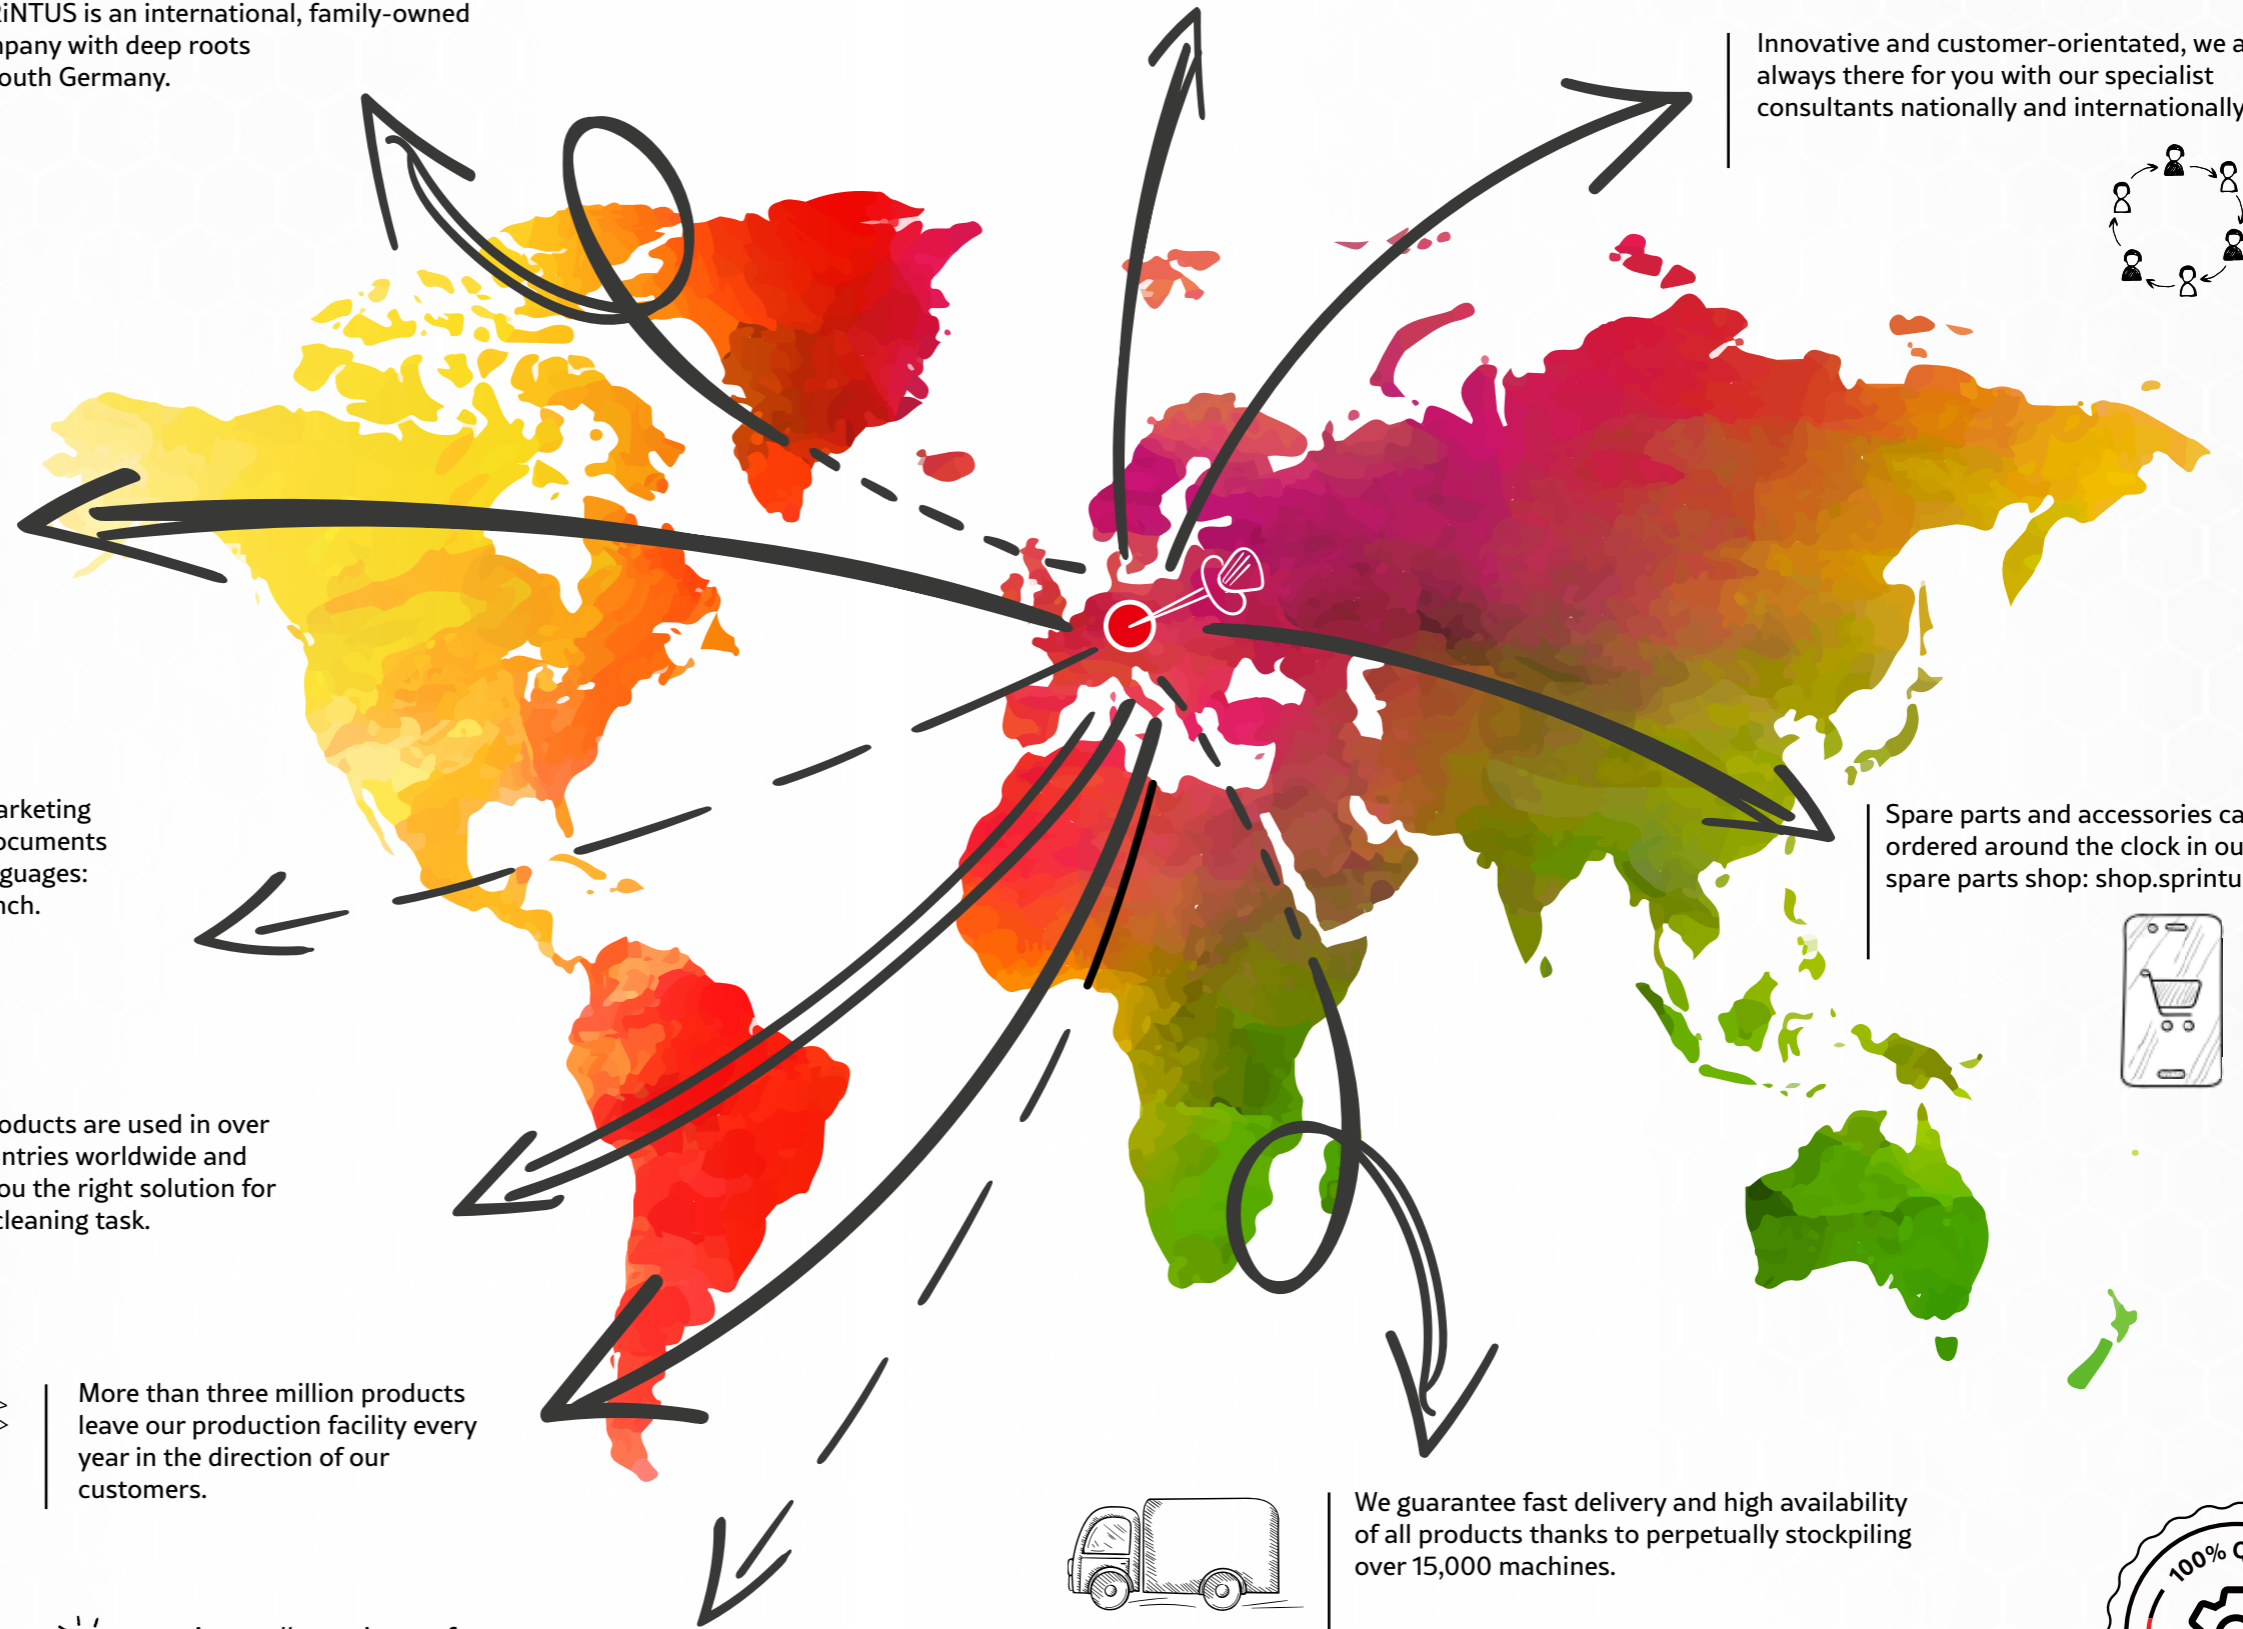 RiNTUS is an international, family-owned
mpany with deep roots
outh Germany.
Innovative and customer-orientated, we a
always there for you with our specialist
consultants nationally and internationally
arketing
ocuments
guages:
nch.
Spare parts and accessories ca
ordered around the clock in ou
spare parts shop: shop.sprintu
oducts are used in over
ntries worldwide and
ou the right solution for
cleaning task.
More than three million products
leave our production facility every
year in the direction of our
customers.
We guarantee fast delivery and high availability
of all products thanks to perpetually stockpiling
over 15,000 machines.
100% Q